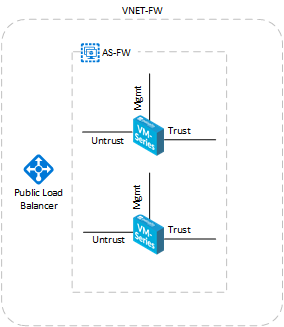 VNET-FW
AS-FW
Mgmt
VM-
Series
Untrust
Trust
Public Load
Balancer
Mgmt
VM-
Series
Untrust
Trust